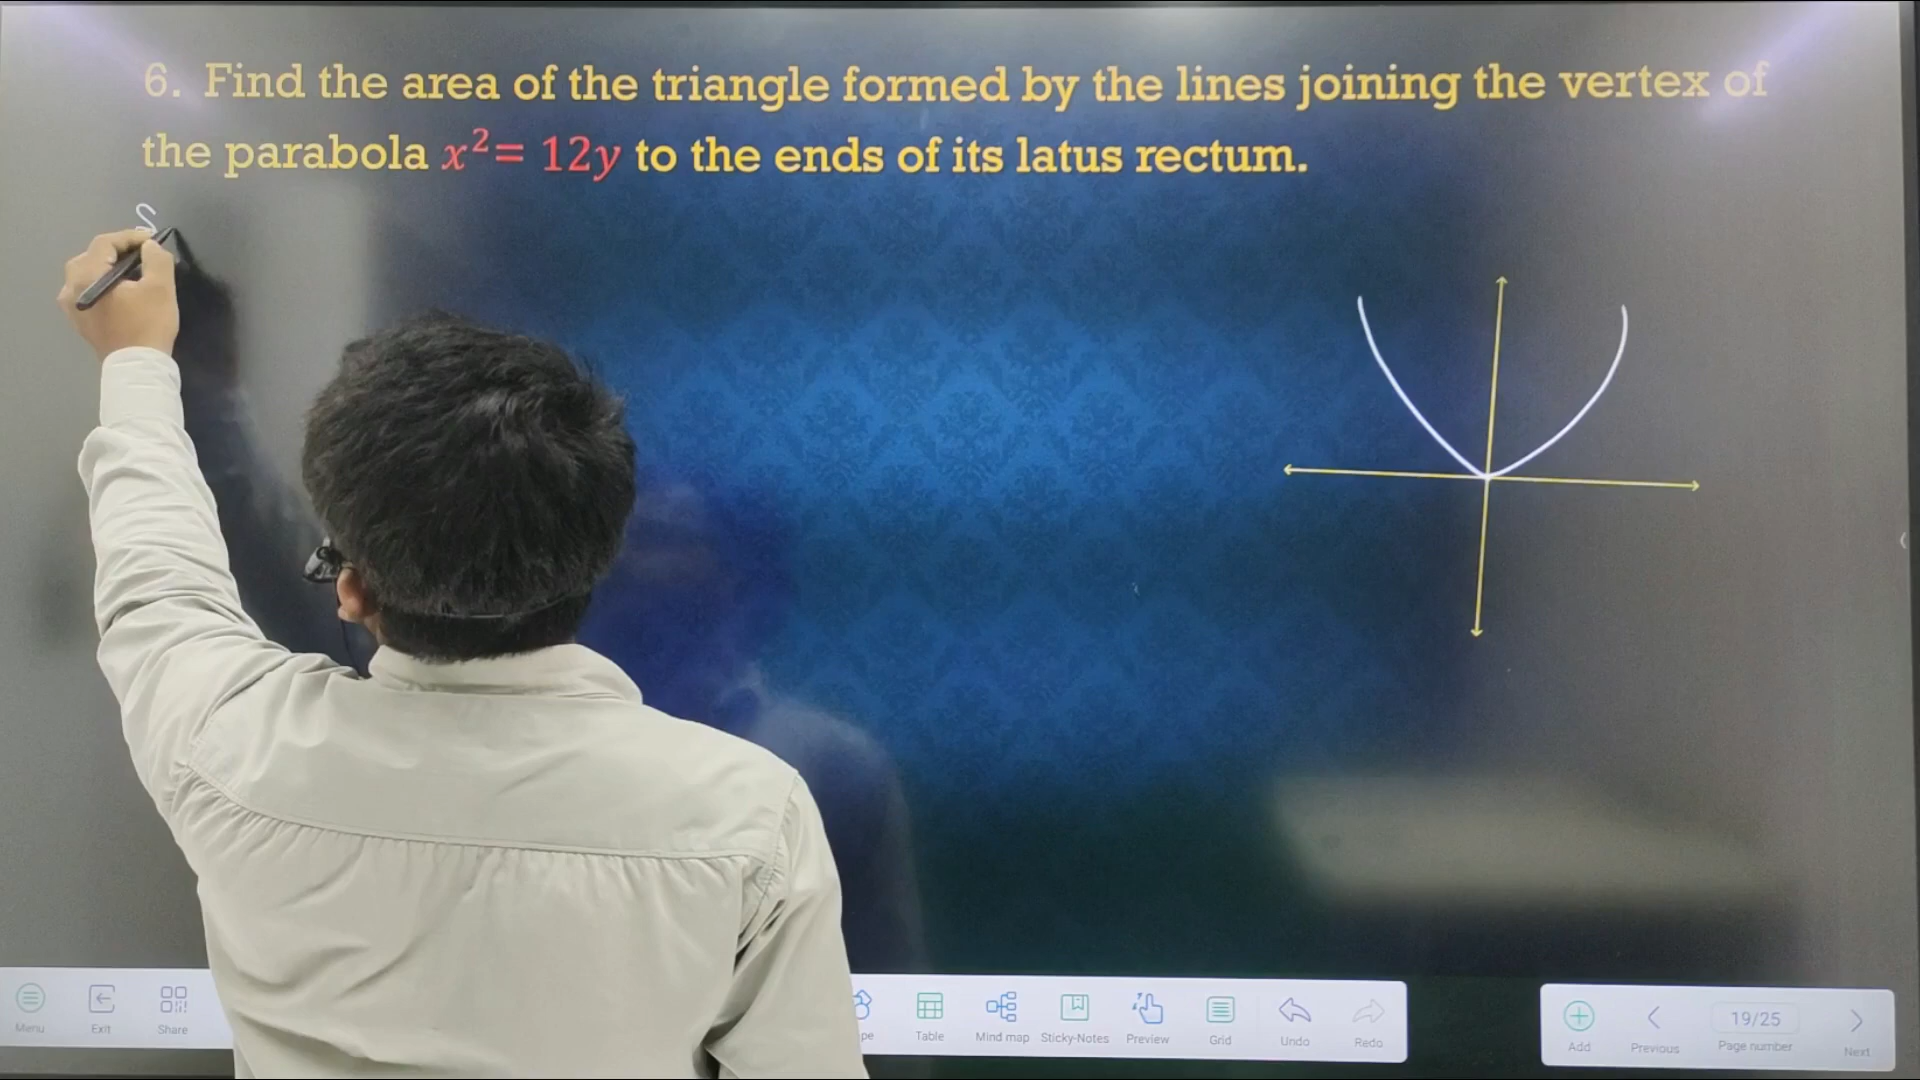 6. Find the area of the triangle formed by the lines joining the vertex of
the parabola x²= 12y to the ends of its latus rectum.
S
Menu
Exit
Share
Table
Mind map
Sticky-Notes
Preview
Grid
Undo
Redo
Add
Previous
19/25
Page number
Next